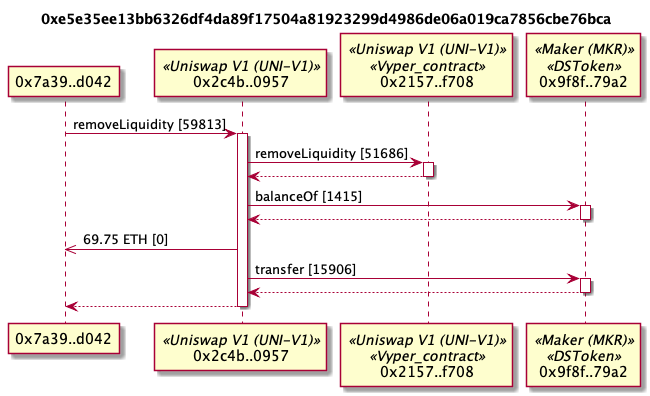 0xe5e35ee13bb6326df4da89f17504a81923299d4986de06a019ca7856cbe76bca
«Uniswap V1 (UNI-V1)»
«Maker (MKR)»
«Uniswap V1 (UNI-V1)»
«Vyper_contract»
«DSToken»
0x7a39..d042
0x2c4b..0957
0x2157..f708
0x9f8f..79a2
removeLiquidity [59813]
removeLiquidity [51686]
balanceOf [1415]
69.75 ETH [0]
transfer [15906]
«Uniswap V1 (UNI-V1)»
«Maker (MKR)»
0x7a39..d042
«Uniswap V1 (UNI-V1)»
«Vyper_contract»
«DSToken»
0x2c4b..0957
0x2157..f708
0x9f8f..79a2